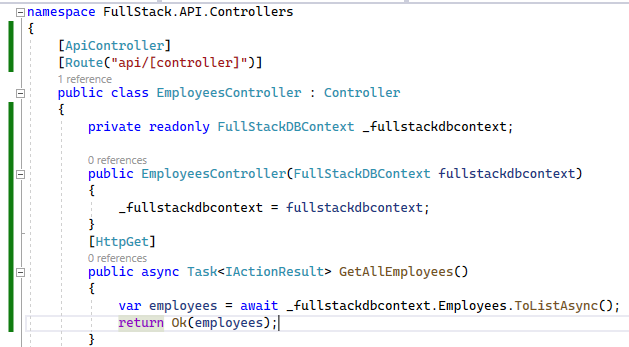 namespace FullStack.API.Controllers
{
[ApiController]
[Route("api/[controller]")]
1 reference
public class EmployeesController : Controller
{
private readonly FullStackDBContext _fullstackdbcontext;
0 references
public EmployeesController(FullStackDBContext fullstackdbcontext)
{
_fullstackdbcontext = fullstackdbcontext;
}
[HttpGet]
0 references
public async Task<IActionResult> GetAllEmployees()
{
var employees = await _fullstackdbcontext.Employees.ToListAsync();
return Ok(employees);
}